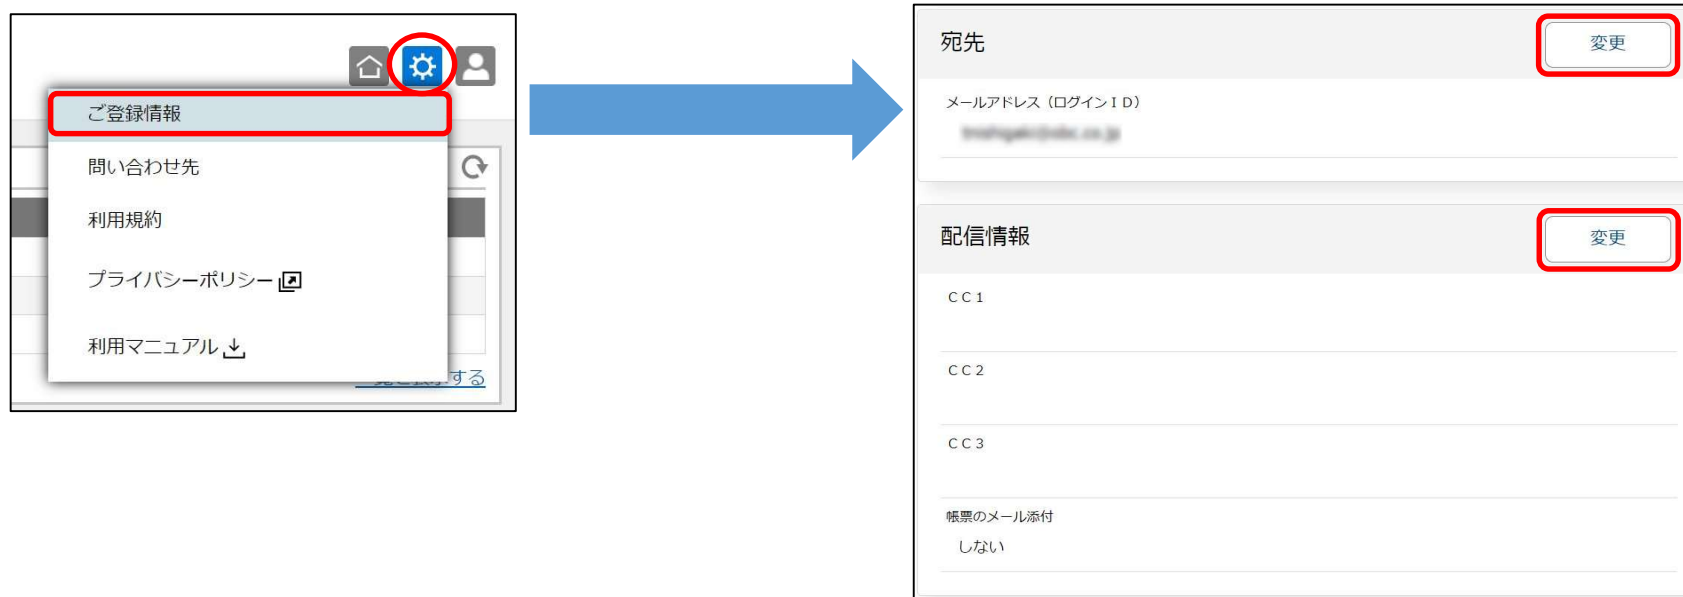 ご登録情報
問い合わせ先
利用規約
プライバシーポリシー
利用マニュアル
する
宛先
変更
メールアドレス（ログインＩＤ）
配信情報
変更
ＣＣ１
ＣＣ２
ＣＣ３
帳票のメール添付
しない